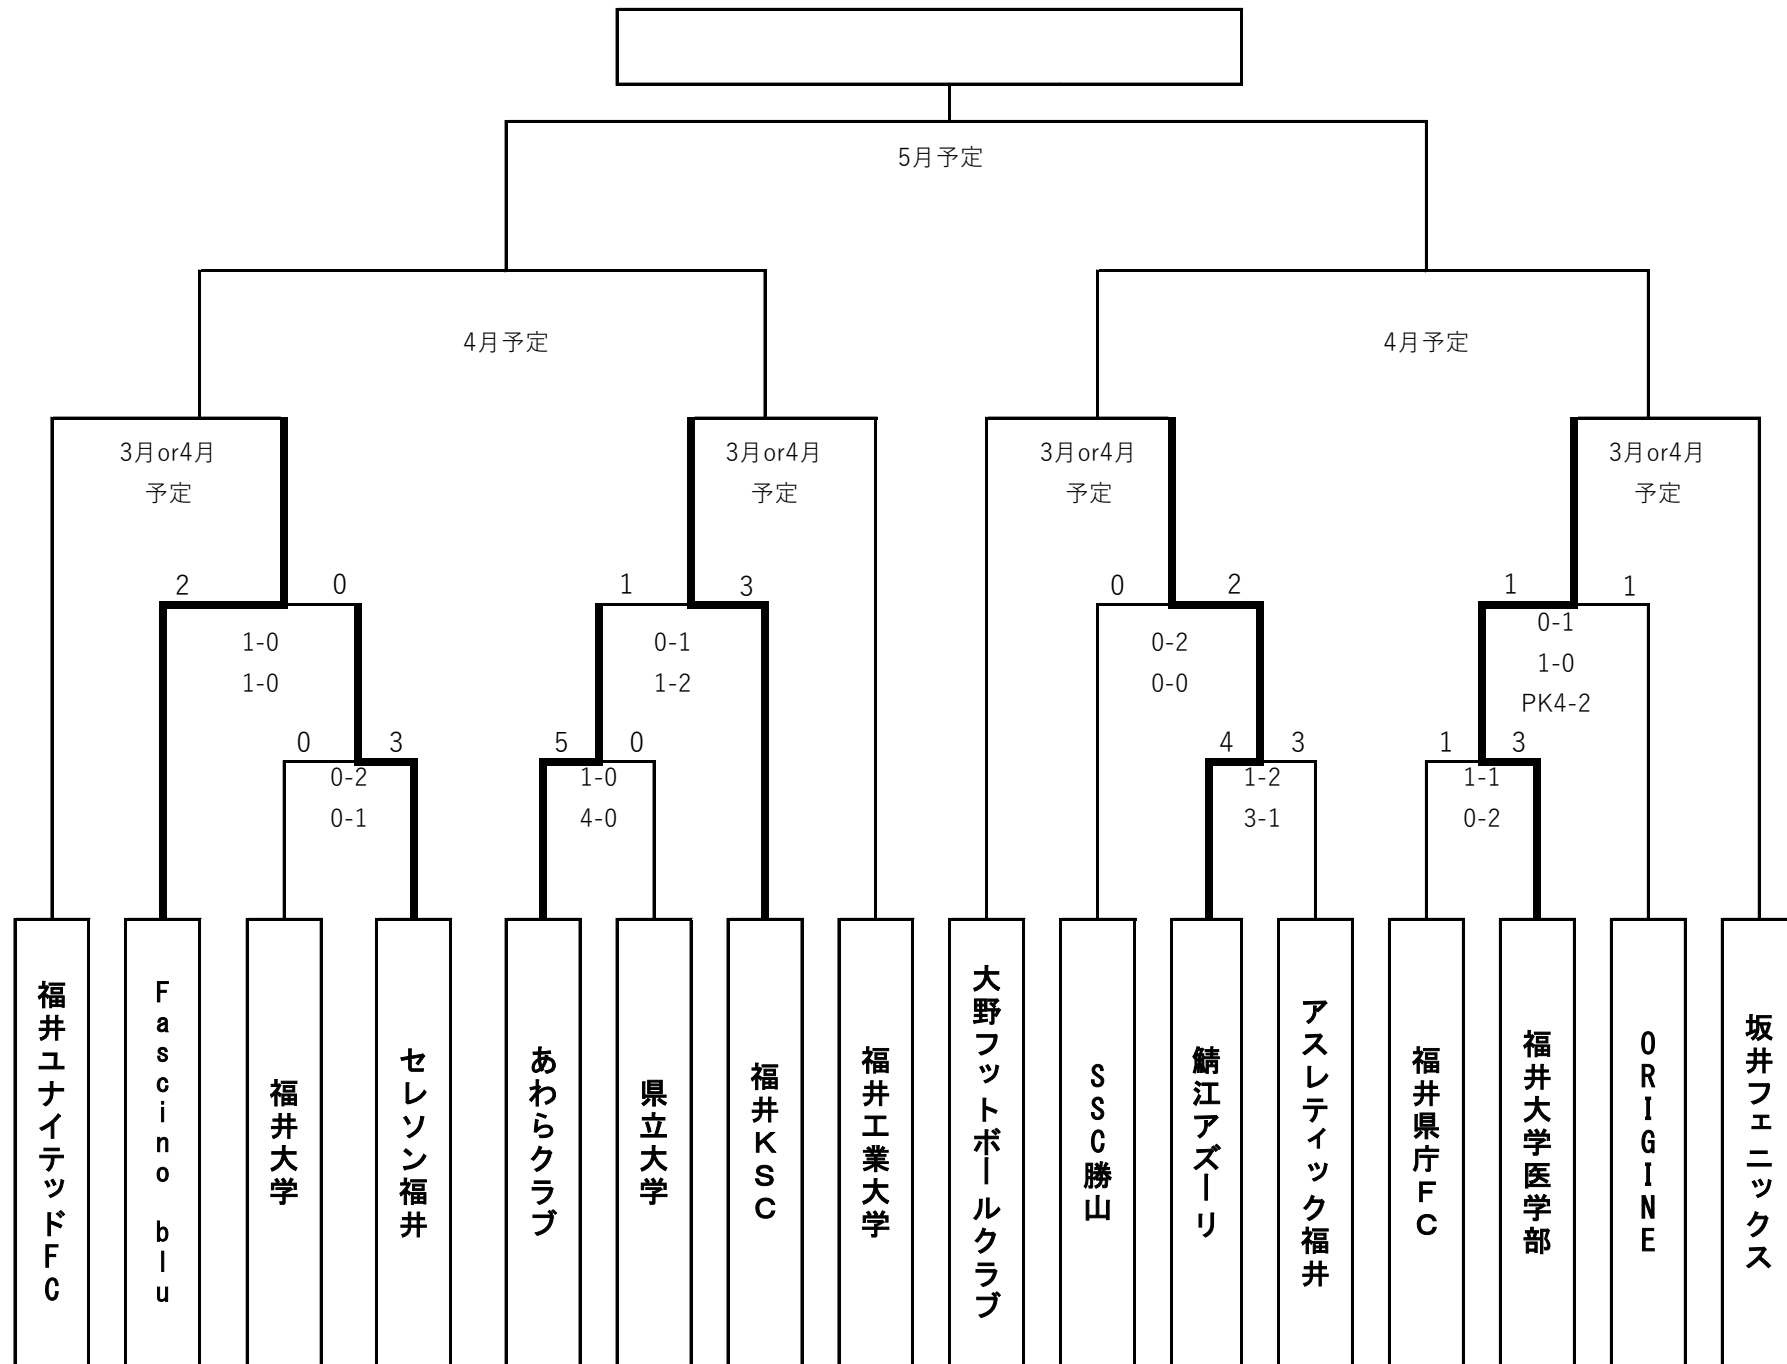 5月予定
4月予定
4月予定
3月or4月
予定
3月or4月
予定
3月or4月
予定
3月or4月
予定
2
0
1
3
0
2
1
1
1-0
1-0
0-1
1-2
0-2
0-0
0-1
1-0
PK4-2
0
3
5
0
4
3
1
3
0-2
0-1
1-0
4-0
1-2
3-1
1-1
0-2
福井ユナイテッドFC
Fascino blu
福井大学
セレソン福井
あわらクラブ
県立大学
福井KSC
福井工業大学
大野フットボールクラブ
SSC勝山
鯖江アズーリ
アスレティック福井
福井県庁FC
福井大学医学部
ORIGINE
坂井フェニックス